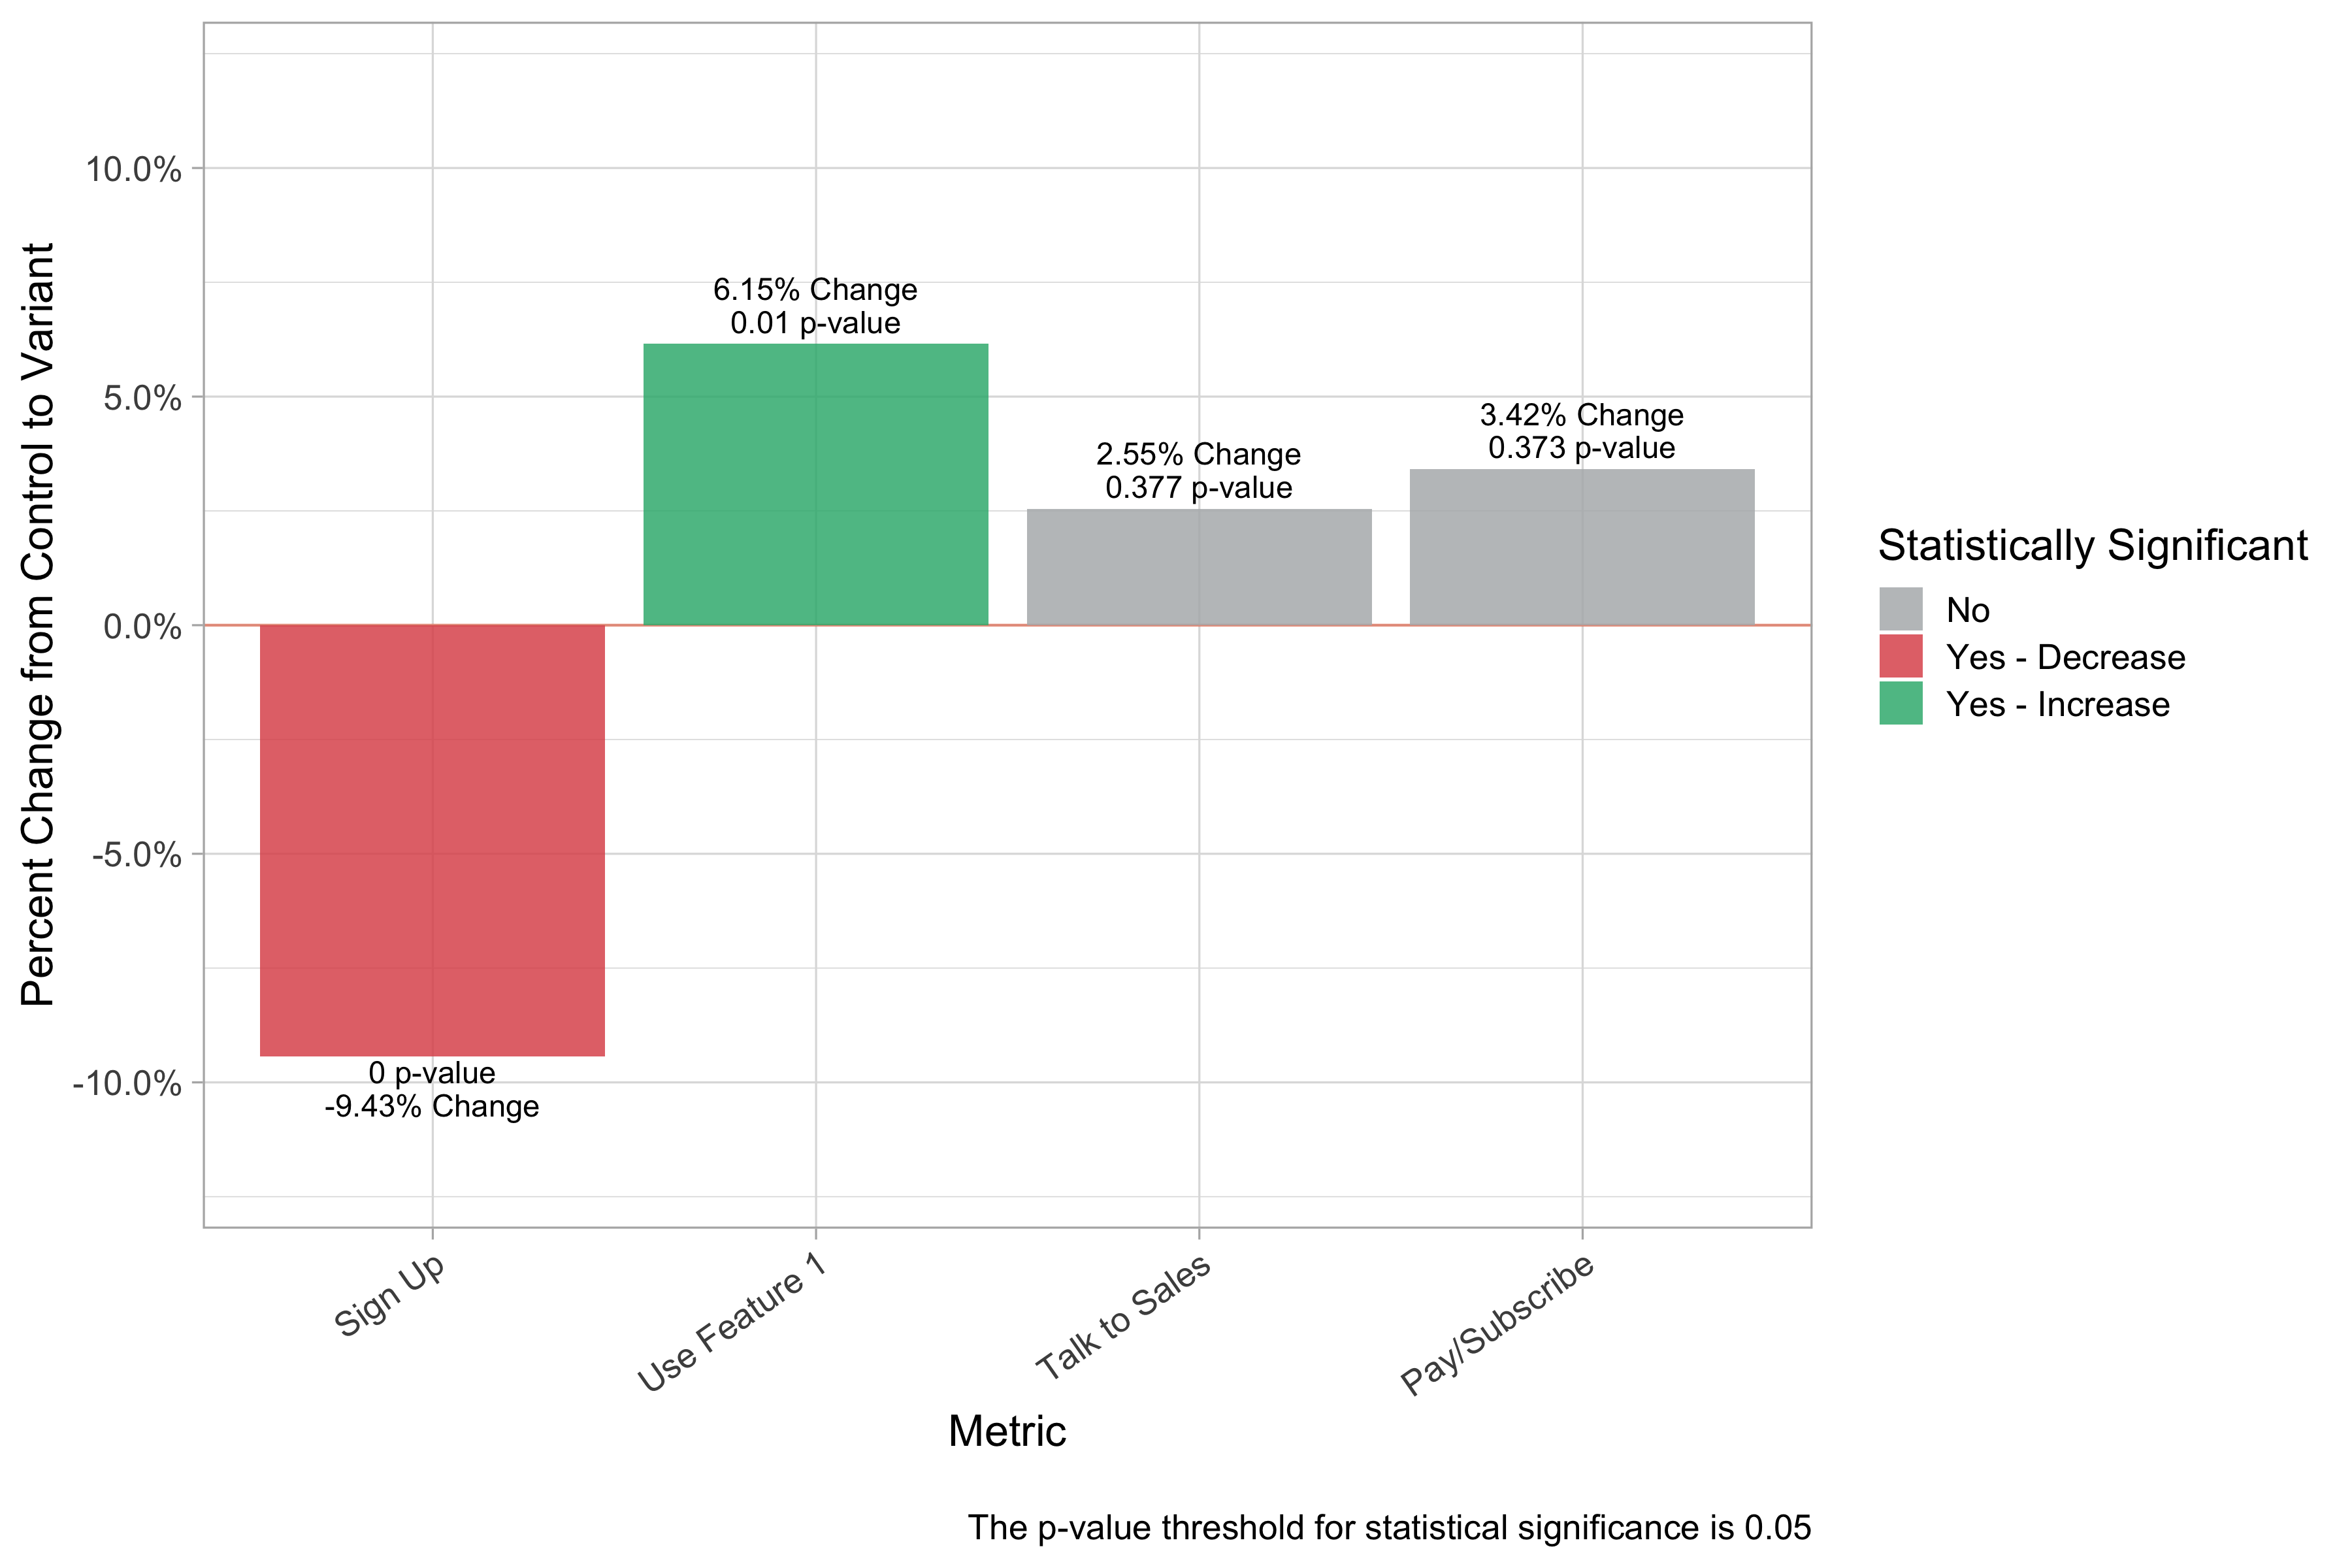 Percent Change from Control to Variant
10.0%
5.0%
0.0%
-5.0%
-10.0%
6.15% Change
0.01 p-value
2.55% Change
0.377 p-value
3.42% Change
0.373 p-value
0 p-value
-9.43% Change
Sign Up
Use Feature 1
Talk to Sales
Pay/Subscribe
Metric
Statistically Significant
No
Yes - Decrease
Yes - Increase
The p-value threshold for statistical significance is 0.05